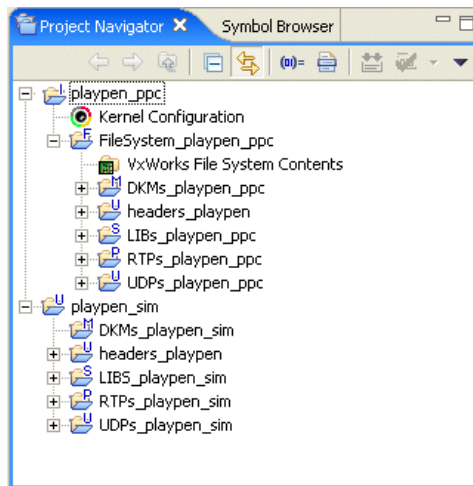 Project Navigator Symbol Browser
playpen_ppc
Kernel Configuration
FileSystem_playpen_ppc
VxWorks File System Contents
DKMs_playpen_ppc
headers_playpen
LIBs_playpen_ppc
RTPs_playpen_ppc
UDPs_playpen_ppc
playpen_sim
DKMs_playpen_sim
headers_playpen
LIBS_playpen_sim
RTPs_playpen_sim
UDPs_playpen_sim